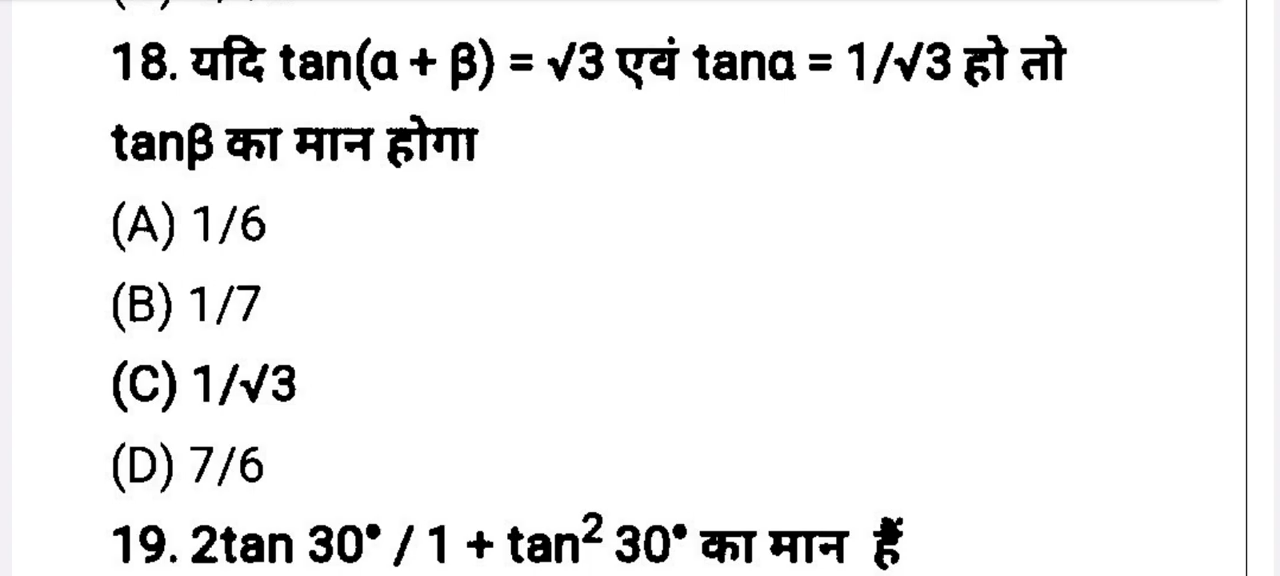 18. यदि tan(α + β) = √3 एवं tanα = 1/√3 हो तो
tanβ का मान होगा
(A) 1/6
(B) 1/7
(C) 1/√3
(D) 7/6
19. 2tan 30° / 1 + tan² 30° का मान हैं